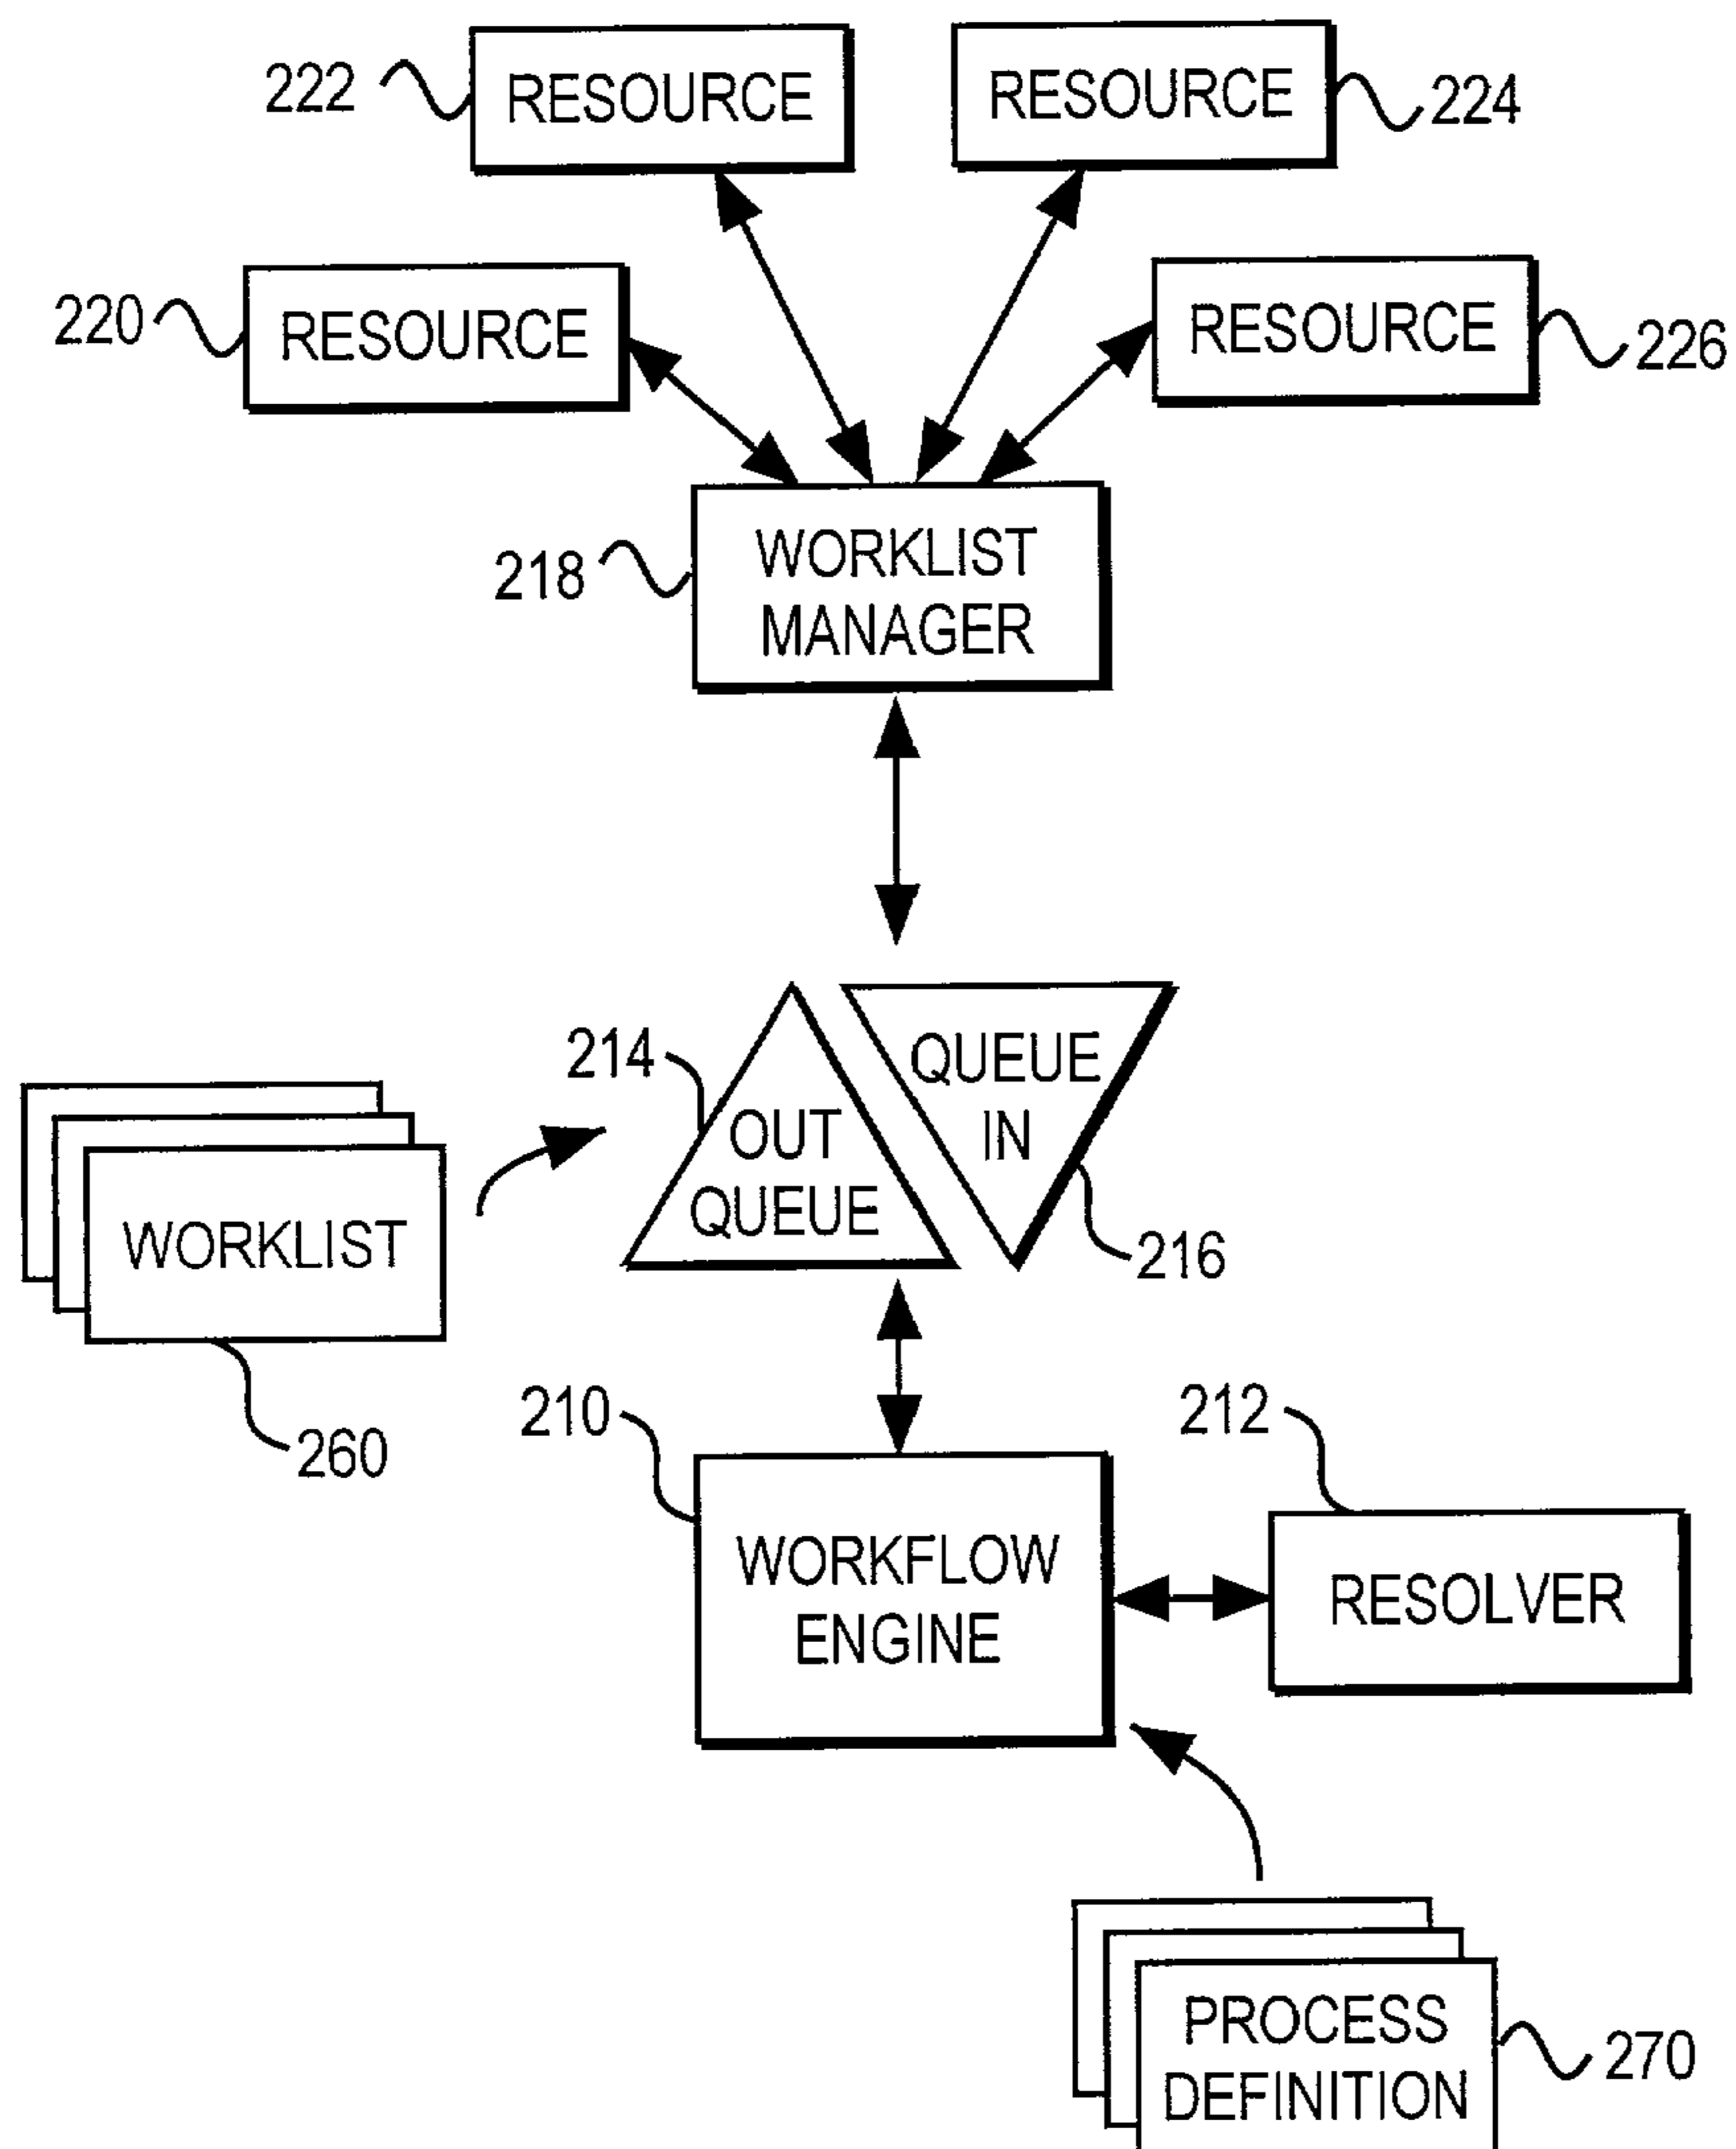 222
RESOURCE
RESOURCE
224
220
RESOURCE
RESOURCE
226
218
WORKLIST
MANAGER
214
OUT
QUEUE
QUEUE
IN
216
WORKLIST
260
210
WORKFLOW
ENGINE
212
RESOLVER
PROCESS
DEFINITION
270